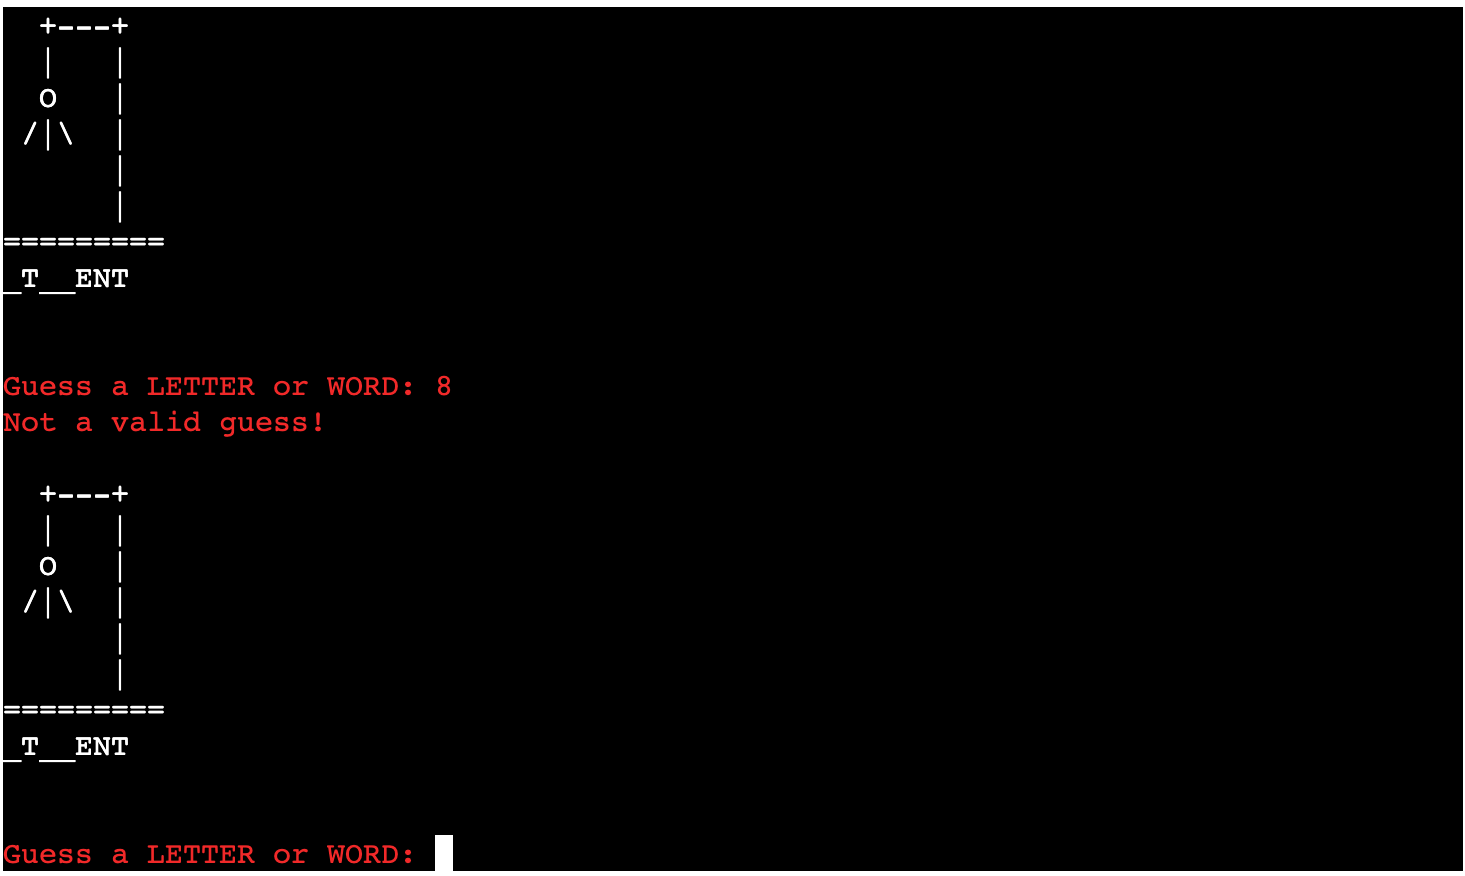 +---+
|   |
O   |
/|\  |
|
|
=========
_T__ENT
Guess a LETTER or WORD: 8
Not a valid guess!
+---+
|   |
O   |
/|\  |
|
|
=========
_T__ENT
Guess a LETTER or WORD: